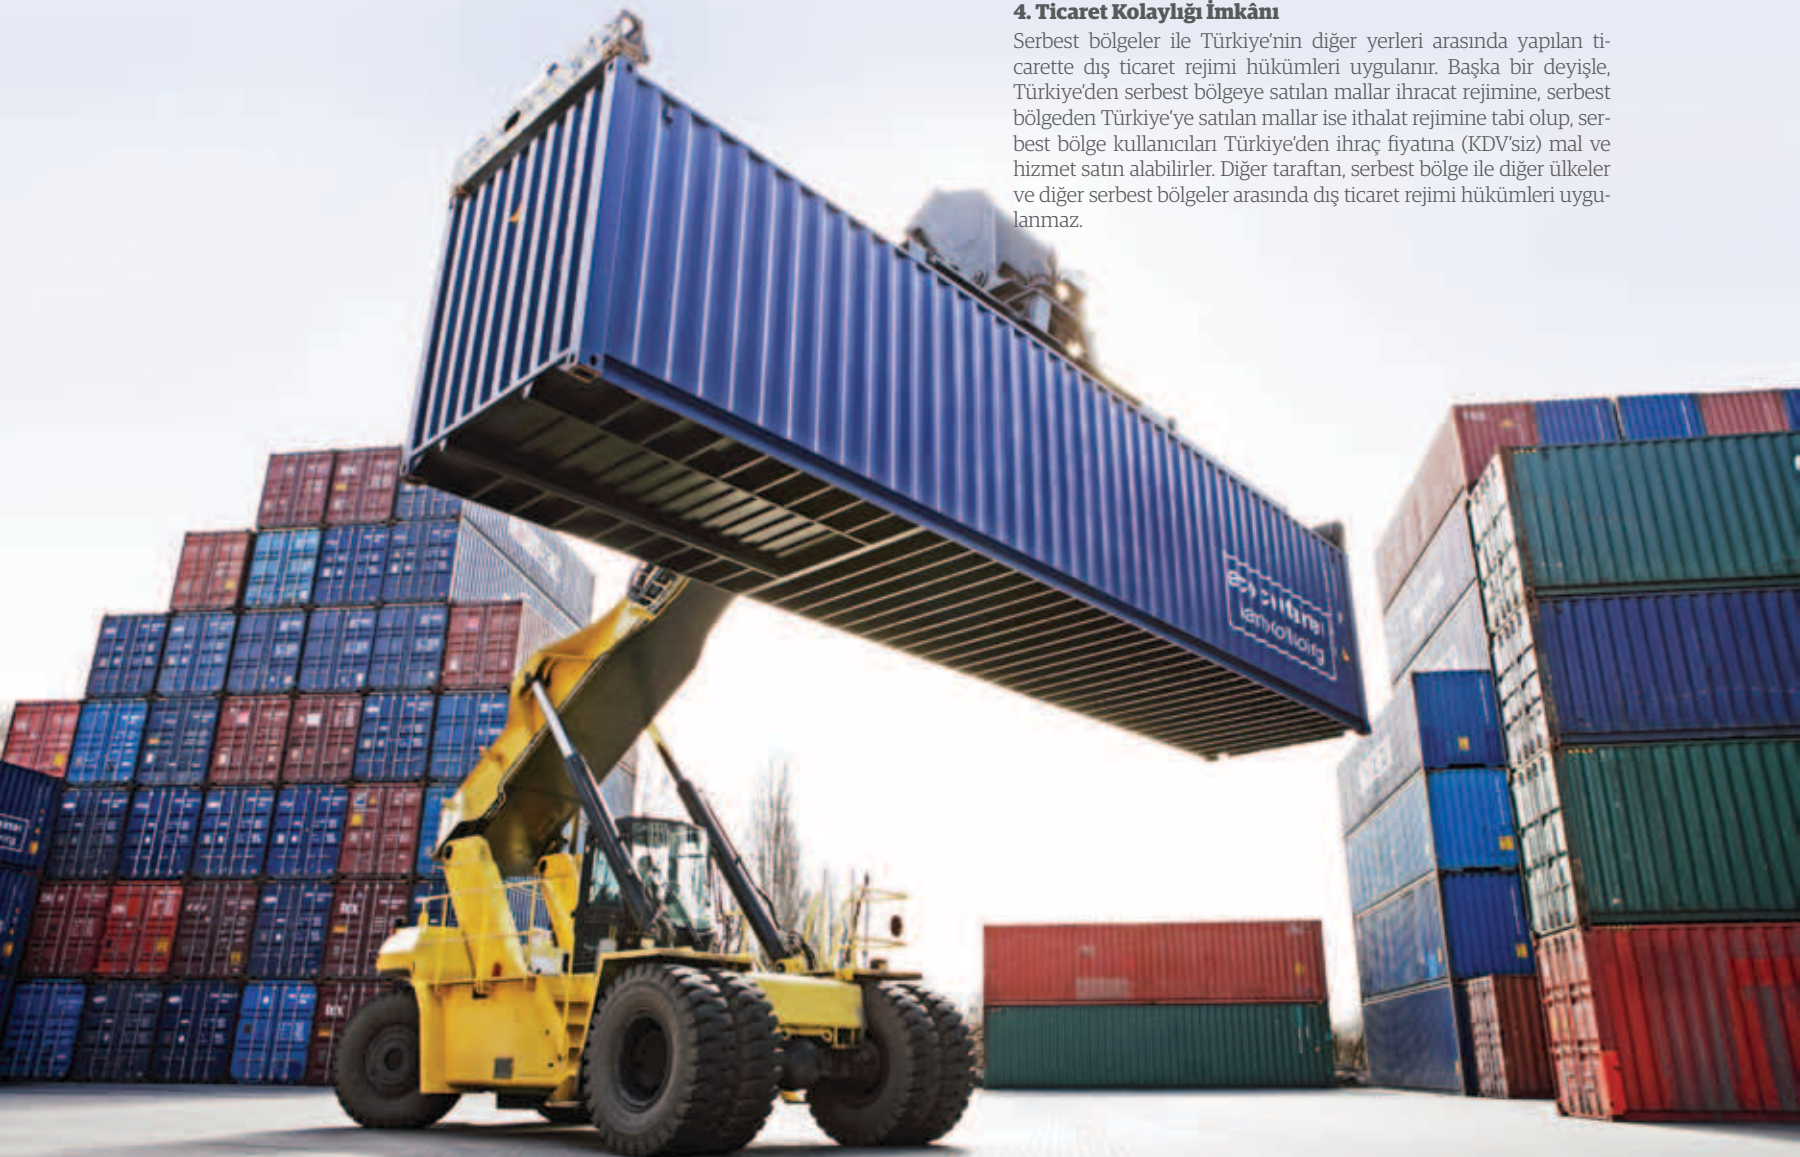 4. Ticaret Kolaylığı İmkânı
Serbest bölgeler ile Türkiye'nin diğer yerleri arasında yapılan ti-
carette dış ticaret rejimi hükümleri uygulanır. Başka bir deyişle,
Türkiye'den serbest bölgeye satılan mallar ihracat rejimine, serbest
bölgeden Türkiye'ye satılan mallar ise ithalat rejimine tabi olup, ser-
best bölge kullanıcıları Türkiye'den ihraç fiyatına (KDV'siz) mal ve
hizmet satın alabilirler. Diğer taraftan, serbest bölge ile diğer ülkeler
ve diğer serbest bölgeler arasında dış ticaret rejimi hükümleri uygu-
lanmaz.
tex
tex
tex